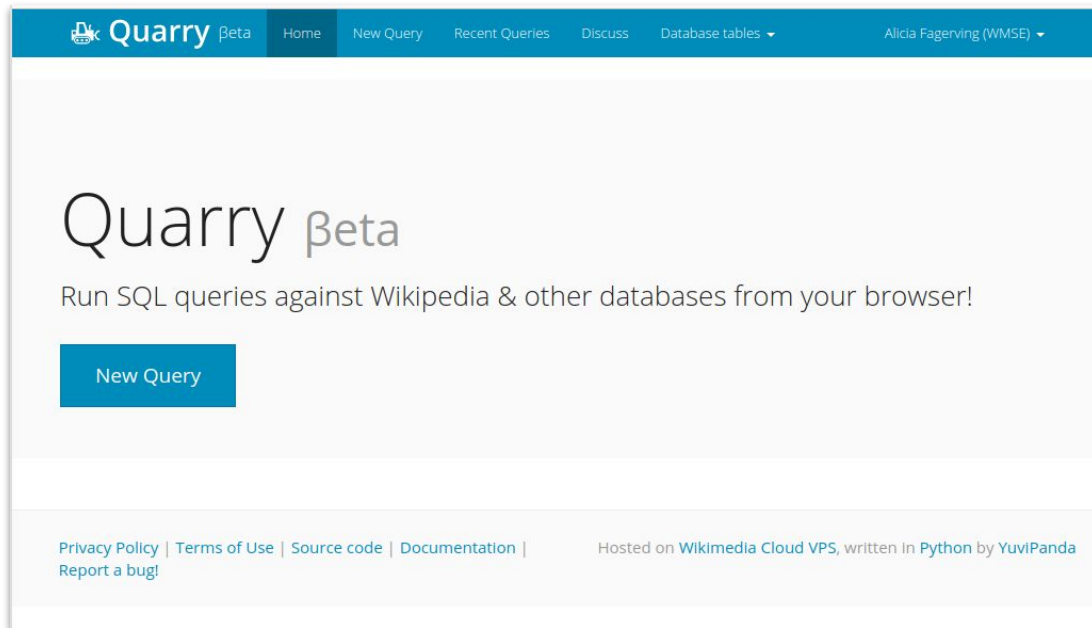 Quarry βeta Home New Query Recent Queries Discuss Database tables Alicia Fagerving (WMSE)
Quarry βeta
Run SQL queries against Wikipedia & other databases from your browser!
New Query
Privacy Policy | Terms of Use | Source code | Documentation |
Report a bug!
Hosted on Wikimedia Cloud VPS, written in Python by YuviPanda